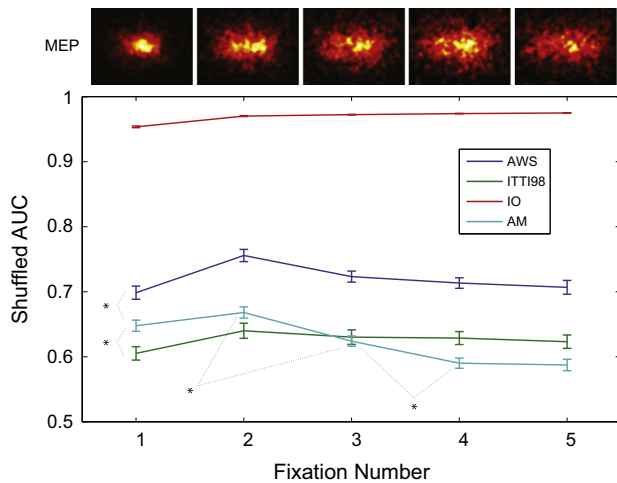 MEP
1
0.9
0.8
0.7
0.6
0.5
Shuffled AUC
AWS
ITTI98
IO
AM
*
*
*
*
1 2 3 4 5
Fixation Number